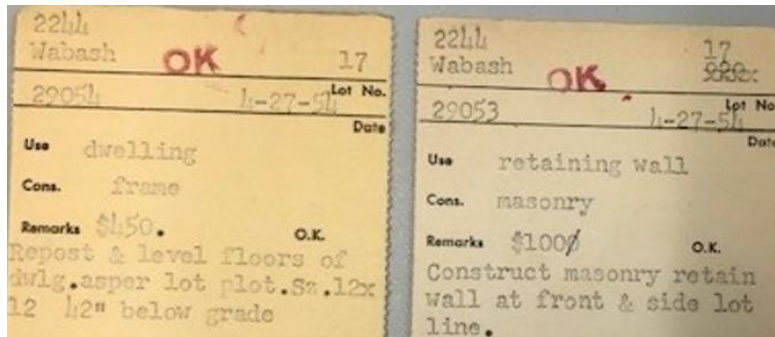 2244
Wabash OK 17
Lot No.
29054 4-27-54
Date
Use dwelling
Cons. frame
Remarks $450. O.K.
Repost & level floors of
dwlg.asper lot plot.Sz.12x
12 42" below grade
2244
Wabash OK 17
Lot No
29053 4-27-54
Date
Use retaining wall
Cons. masonry
Remarks $100 O.K.
Construct masonry retain
wall at front & side lot
line.